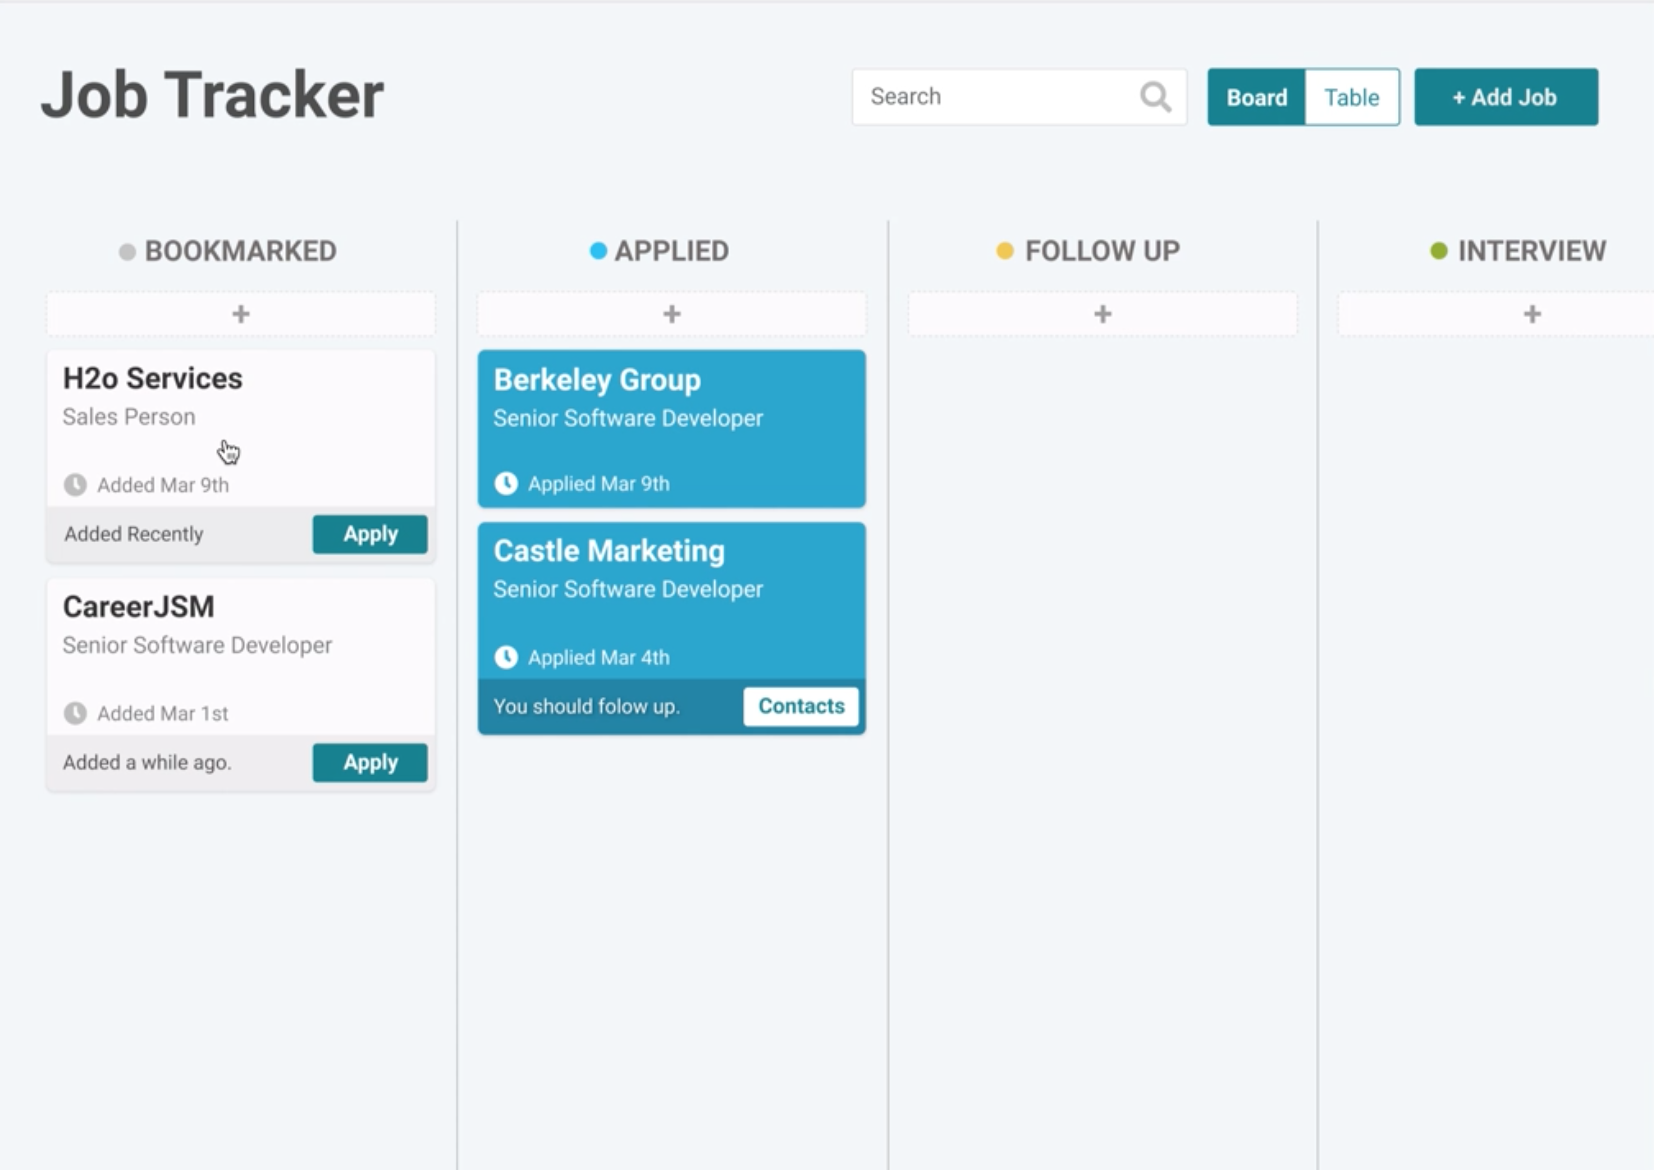 Job Tracker
Search
Board
Table
+ Add Job
BOOKMARKED
+
H2o Services
Sales Person
Added Mar 9th
Added Recently
Apply
CareerJSM
Senior Software Developer
Added Mar 1st
Added a while ago.
Apply
APPLIED
+
Berkeley Group
Senior Software Developer
Applied Mar 9th
Castle Marketing
Senior Software Developer
Applied Mar 4th
You should folow up.
Contacts
FOLLOW UP
+
INTERVIEW
+